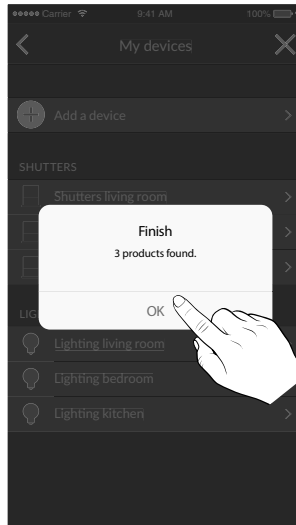 Carrier 9:41 AM 100%
My devices
Add a device
SHUTTERS
Shutters living room
Finish
3 products found.
OK
Lighting living room
Lighting bedroom
Lighting kitchen